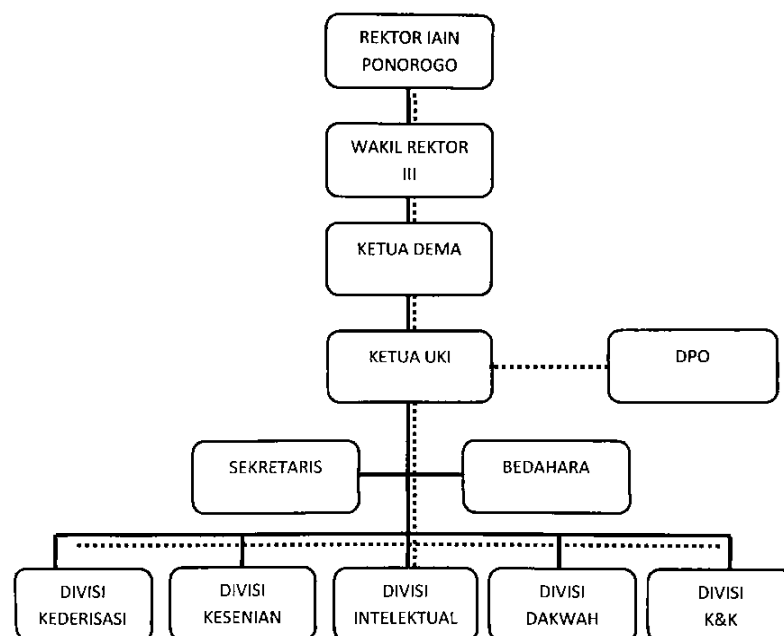 REKTOR IAIN
PONOROGO
WAKIL REKTOR
III
KETUA DEMA
KETUA UKI
DPO
SEKRETARIS
BEDAHARA
DIVISI
KEDERISASI
DIVISI
KESENIAN
DIVISI
INTELEKTUAL
DIVISI
DAKWAH
DIVISI
K&K